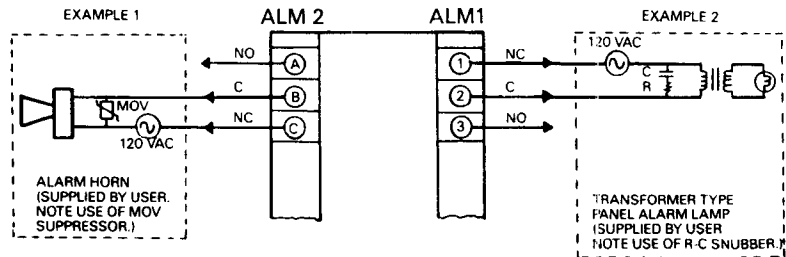 EXAMPLE 1
ALM 2
ALM1
EXAMPLE 2
NO
A
1
NC
120 VAC
C
B
2
C
C
R
MOV
NC
C
3
NO
120 VAC
ALARM HORN
(SUPPLIED BY USER.
NOTE USE OF MOV
SUPPRESSOR.)
TRANSFORMER TYPE
PANEL ALARM LAMP
(SUPPLIED BY USER
NOTE USE OF R-C SNUBBER.)